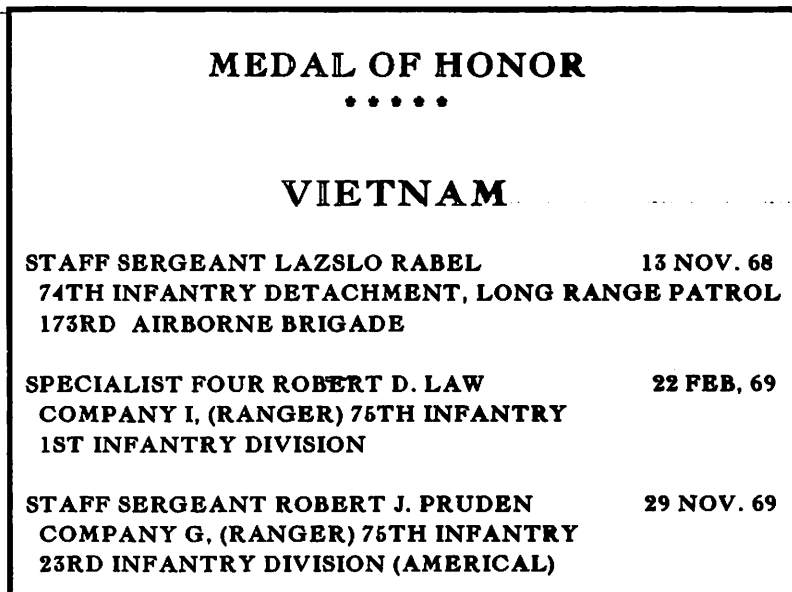 MEDAL OF HONOR
VIETNAM
STAFF SERGEANT LAZSLO RABEL 13 NOV. 68
74TH INFANTRY DETACHMENT, LONG RANGE PATROL
173RD AIRBORNE BRIGADE
SPECIALIST FOUR ROBERT D. LAW 22 FEB, 69
COMPANY I, (RANGER) 75TH INFANTRY
1ST INFANTRY DIVISION
STAFF SERGEANT ROBERT J. PRUDEN 29 NOV. 69
COMPANY G, (RANGER) 75TH INFANTRY
23RD INFANTRY DIVISION (AMERICAL)